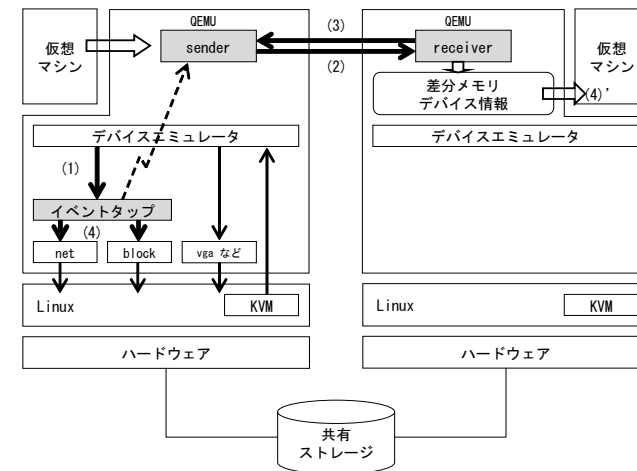 QEMU
仮想
マシン
sender
(3)
(2)
QEMU
receiver
差分メモリ
デバイス情報
(4)'
仮想
マシン
デバイスエミュレータ
(1)
イベントタップ
(4)
net
block
vga など
Linux
KVM
ハードウェア
デバイスエミュレータ
Linux
KVM
ハードウェア
共有
ストレージ